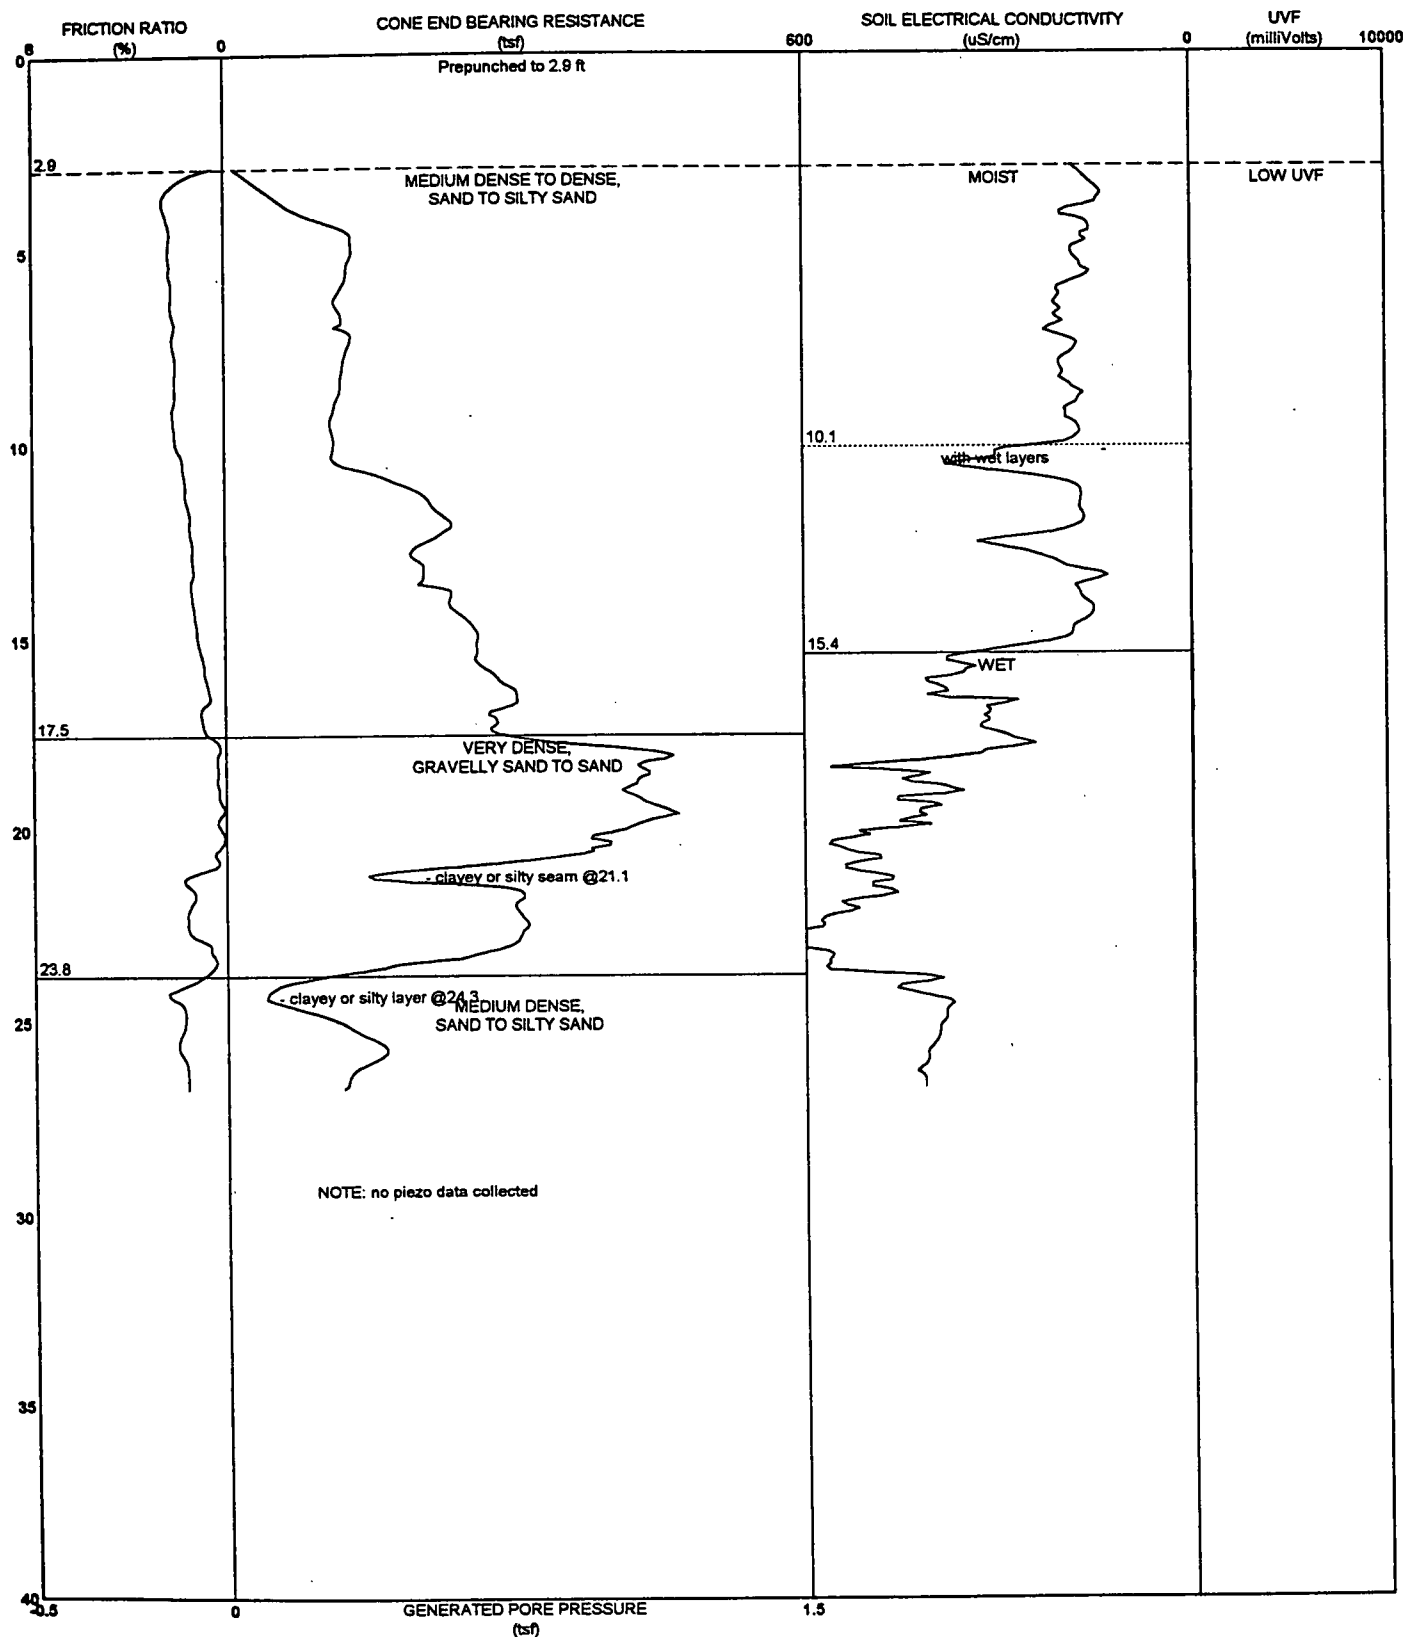 FRICTION RATIO
(%)
CONE END BEARING RESISTANCE
(tsf)
SOIL ELECTRICAL CONDUCTIVITY
(uS/cm)
UVF
(milliVolts)
8
0
600
0
10000
0
Prepunched to 2.9 ft
2.9
MEDIUM DENSE TO DENSE,
SAND TO SILTY SAND
MOIST
LOW UVF
5
10
10.1
with wet layers
15
15.4
WET
17.5
VERY DENSE,
GRAVELLY SAND TO SAND
20
- clayey or silty seam @21.1
23.8
- clayey or silty layer @24.3
MEDIUM DENSE,
SAND TO SILTY SAND
25
NOTE: no piezo data collected
30
35
40
-0.5
0
GENERATED PORE PRESSURE
(tsf)
1.5